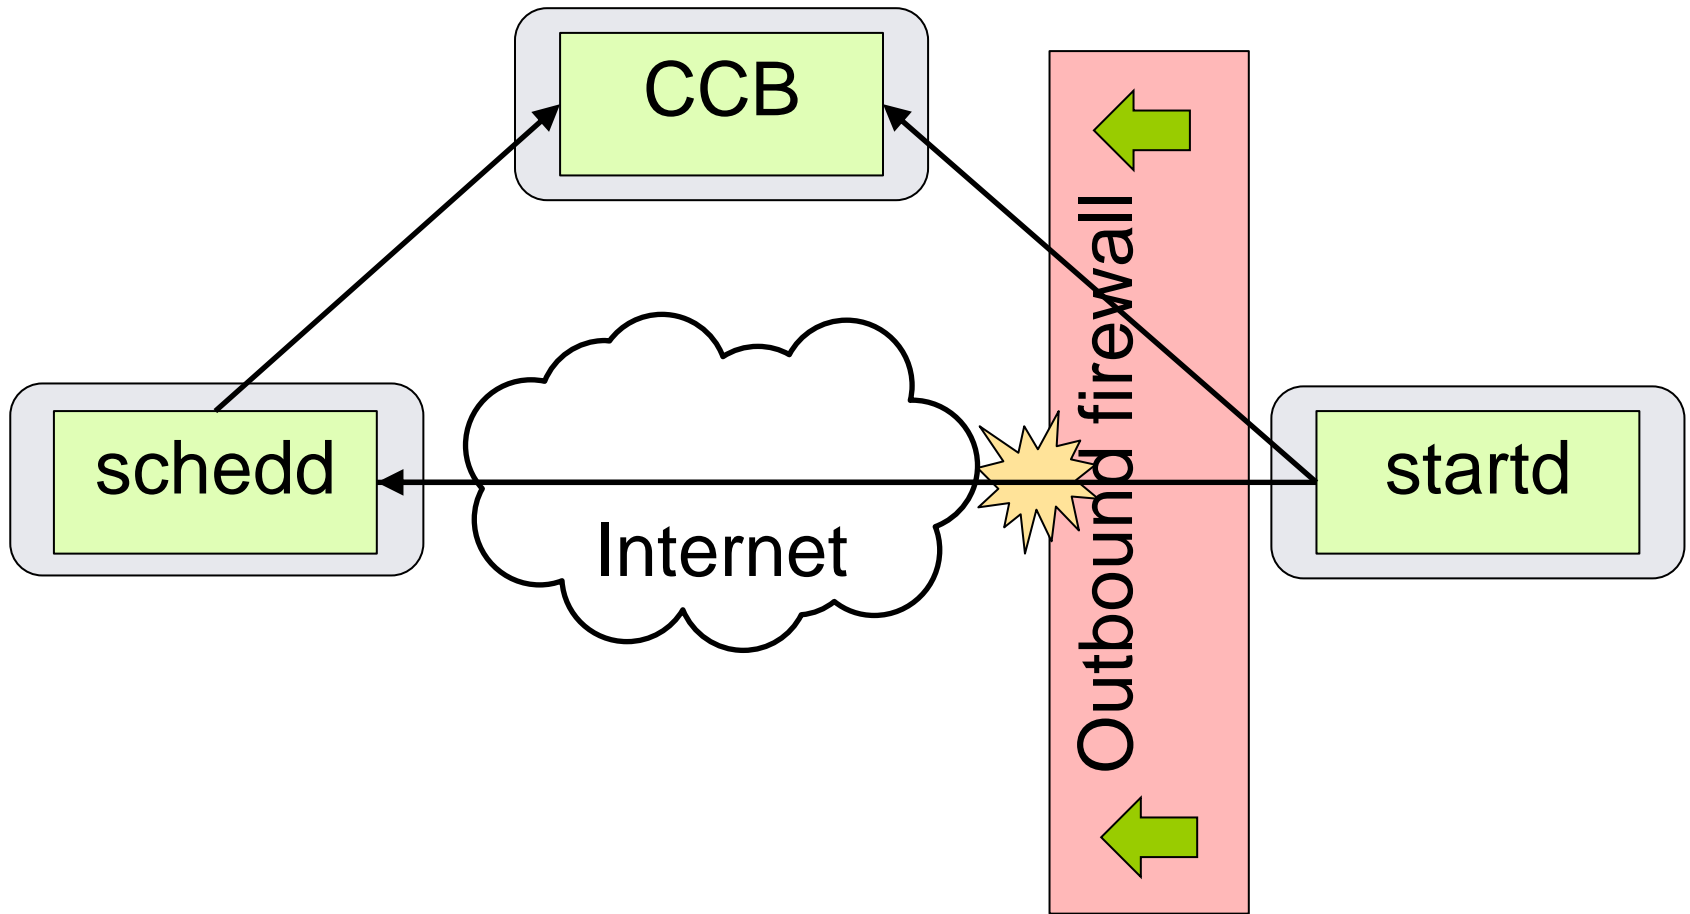 CCB
schedd
Internet
Outbound firewall
startd